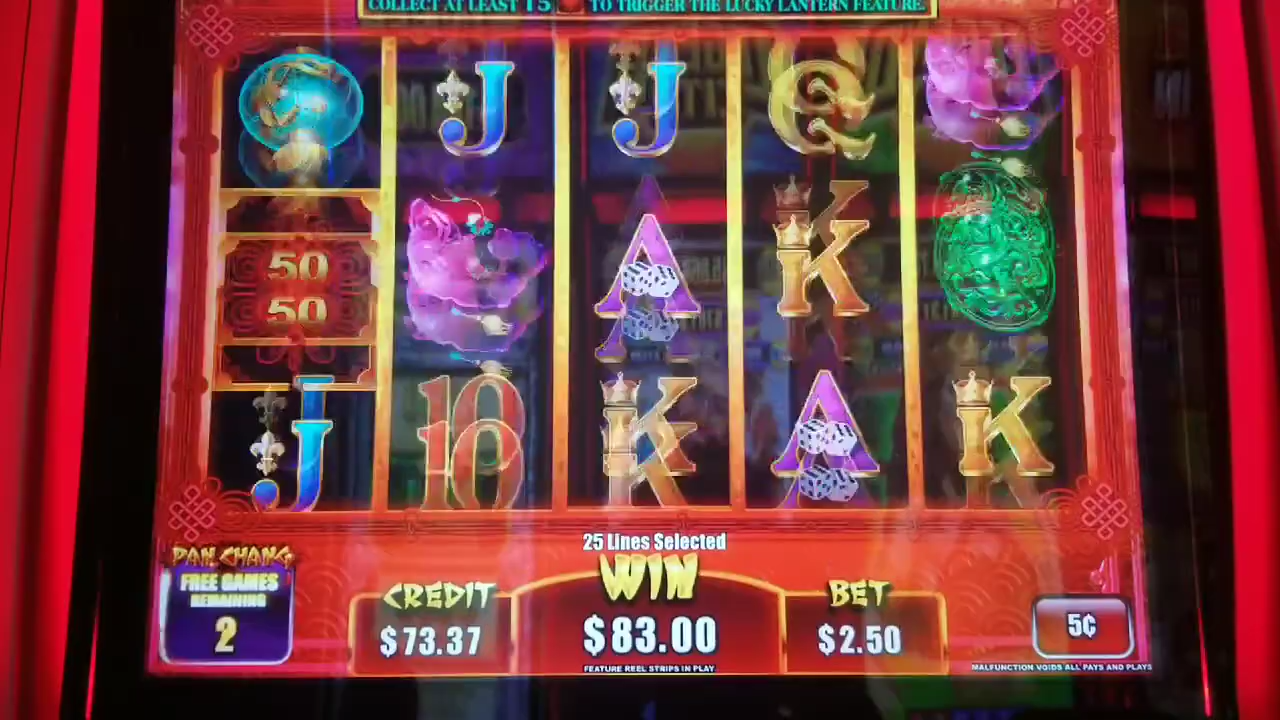 COLLECT AT LEAST 15 TO TRIGGER THE LUCKY LANTERN FEATURE.
J J Q
50
50
A K
J 10 K A K
25 Lines Selected
PAN CHANG
FREE GAMES
REMAINING
2
CREDIT
$73.37
WIN
$83.00
FEATURE REEL STRIPS IN PLAY
BET
$2.50
5¢
MALFUNCTION VOIDS ALL PAYS AND PLAYS